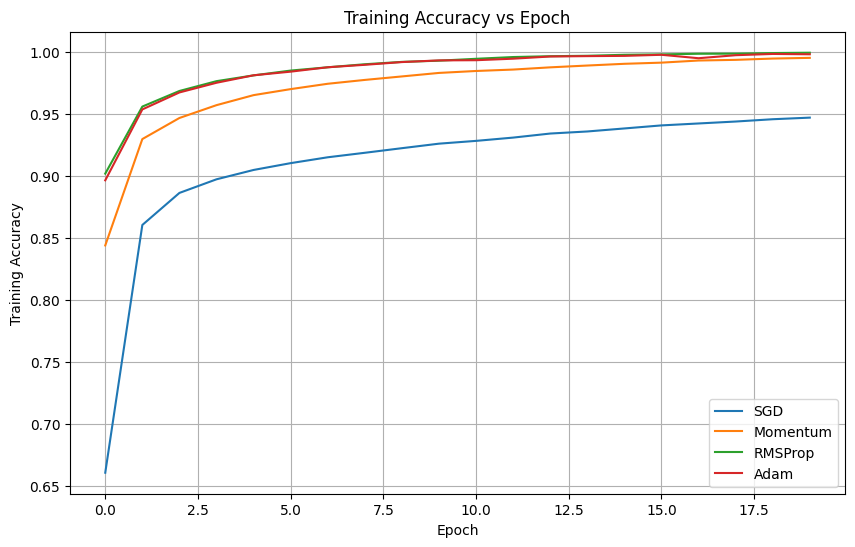 Training Accuracy vs Epoch
Training Accuracy
1.00
0.95
0.90
0.85
0.80
0.75
0.70
0.65
SGD
Momentum
RMSProp
Adam
0.0 2.5 5.0 7.5 10.0 12.5 15.0 17.5
Epoch